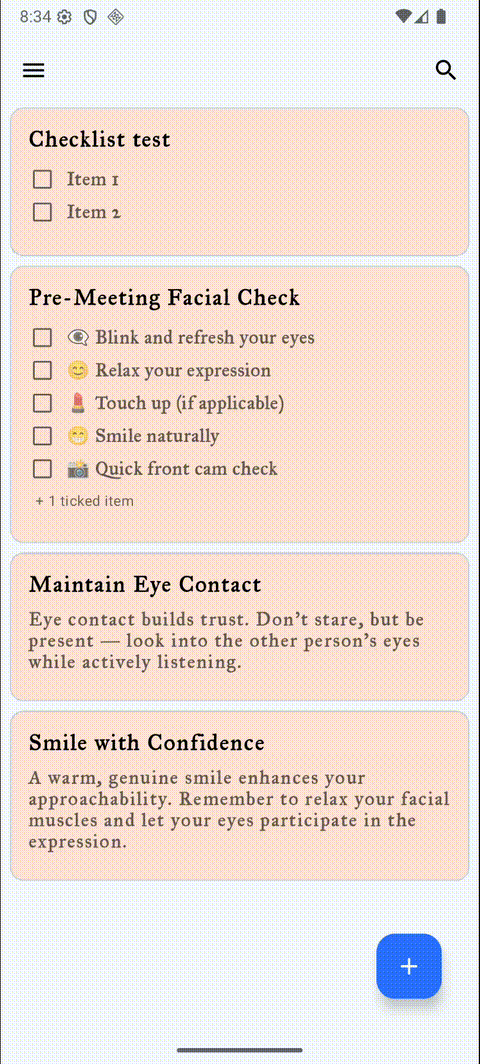 8:34
Checklist test
Item 1
Item 2
Pre-Meeting Facial Check
👁️ Blink and refresh your eyes
😊 Relax your expression
💄 Touch up (if applicable)
😁 Smile naturally
📸 Quick front cam check
+ 1 ticked item
Maintain Eye Contact
Eye contact builds trust. Don't stare, but be
present — look into the other person's eyes
while actively listening.
Smile with Confidence
A warm, genuine smile enhances your
approachability. Remember to relax your facial
muscles and let your eyes participate in the
expression.